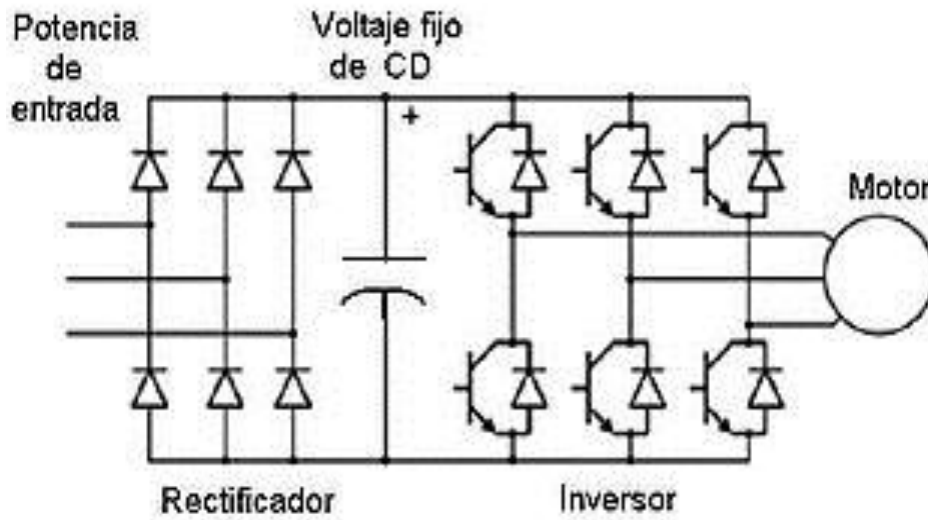 Potencia
de
entrada
Voltaje fijo
de CD
+
Motor
Rectificador
Inversor